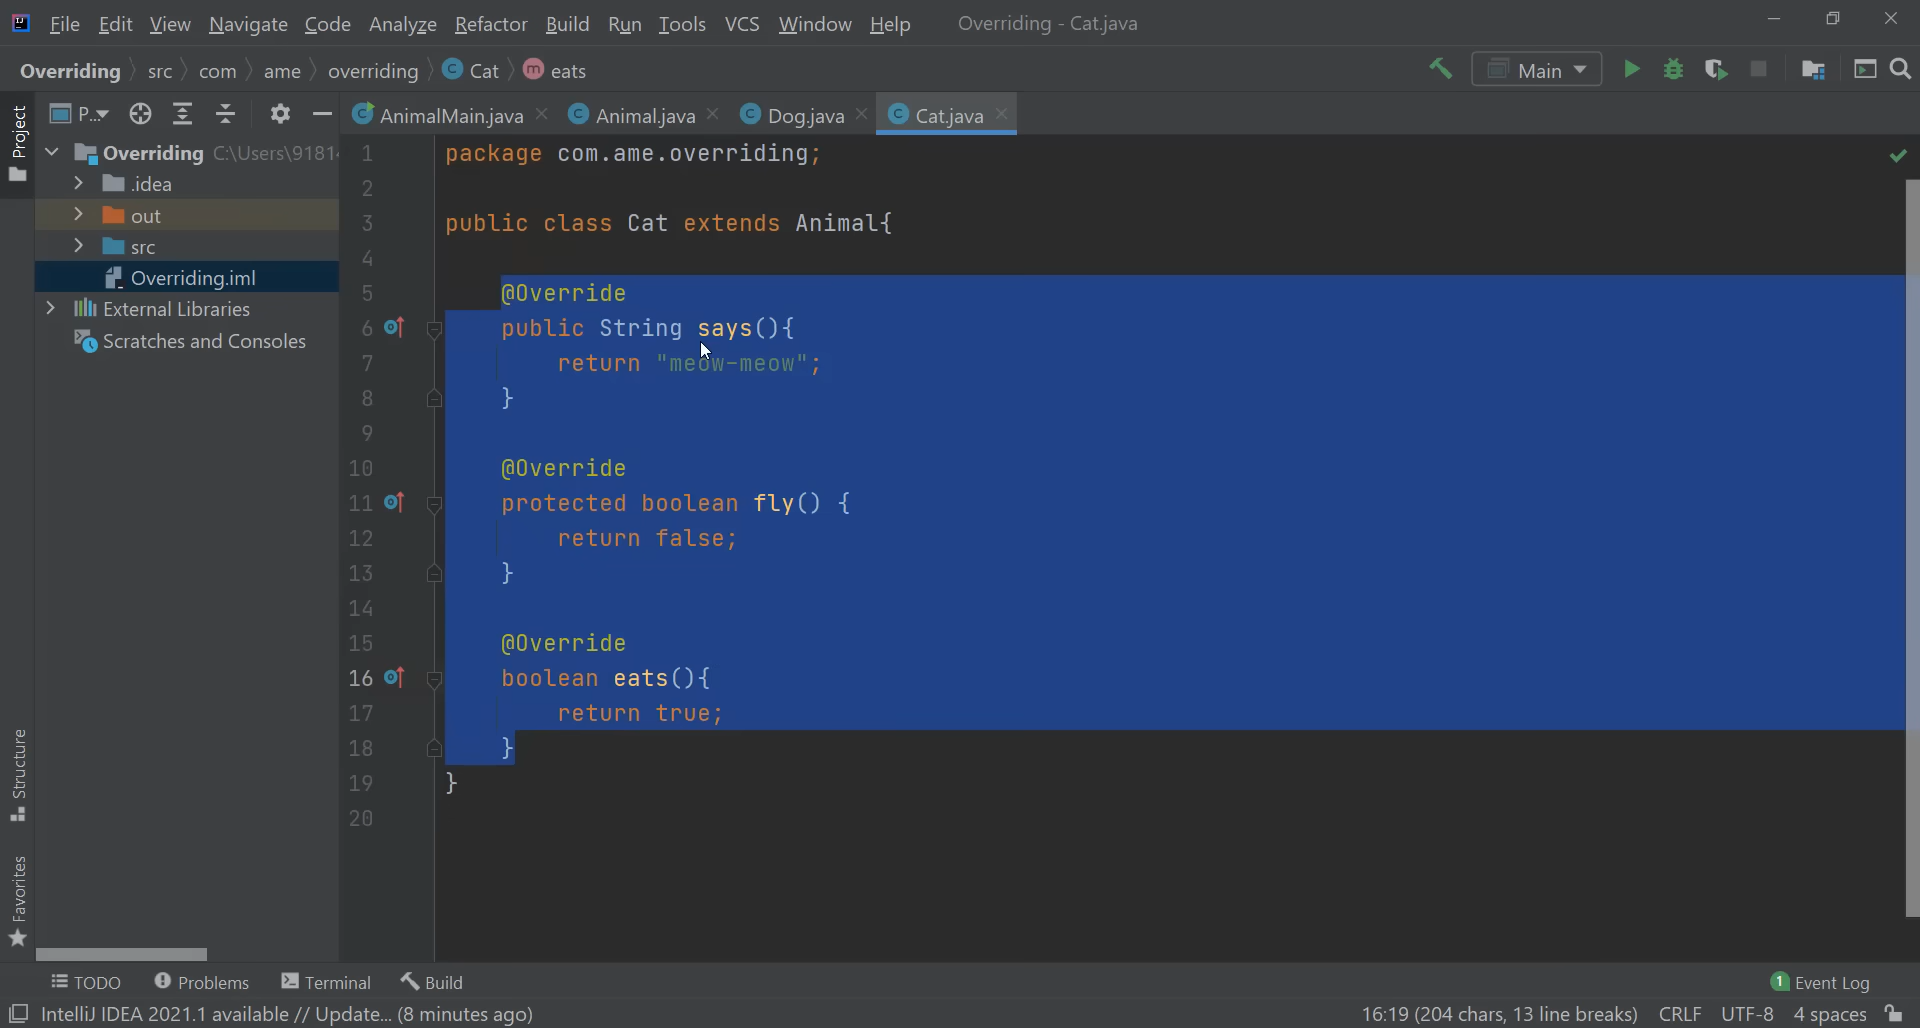 File Edit View Navigate Code Analyze Refactor Build Run Tools VCS Window Help Overriding - Cat.java
Overriding src com ame overriding C Cat m eats Main
Project P... C AnimalMain.java C Animal.java C Dog.java C Cat.java
Overriding C:\Users\9181
.idea
out
src
Overriding.iml
External Libraries
Scratches and Consoles
1 package com.ame.overriding;
2
3 public class Cat extends Animal{
4
5 @Override
6 public String says(){
7 return "meow-meow";
8 }
9
10 @Override
11 protected boolean fly() {
12 return false;
13 }
14
15 @Override
16 boolean eats(){
17 return true;
18 }
19 }
20
Structure
Favorites
TODO Problems Terminal Build 1 Event Log
IntelliJ IDEA 2021.1 available // Update... (8 minutes ago) 16:19 (204 chars, 13 line breaks) CRLF UTF-8 4 spaces